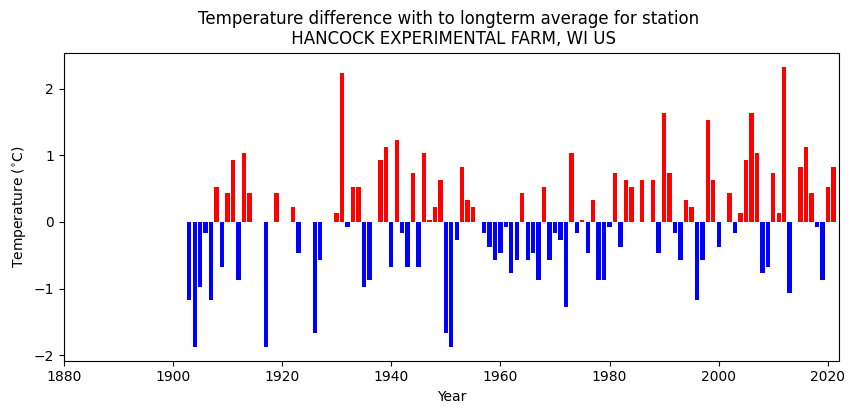 Temperature difference with to longterm average for station
HANCOCK EXPERIMENTAL FARM, WI US
Temperature (°C)
2
1
0
−1
−2
1880 1900 1920 1940 1960 1980 2000 2020
Year